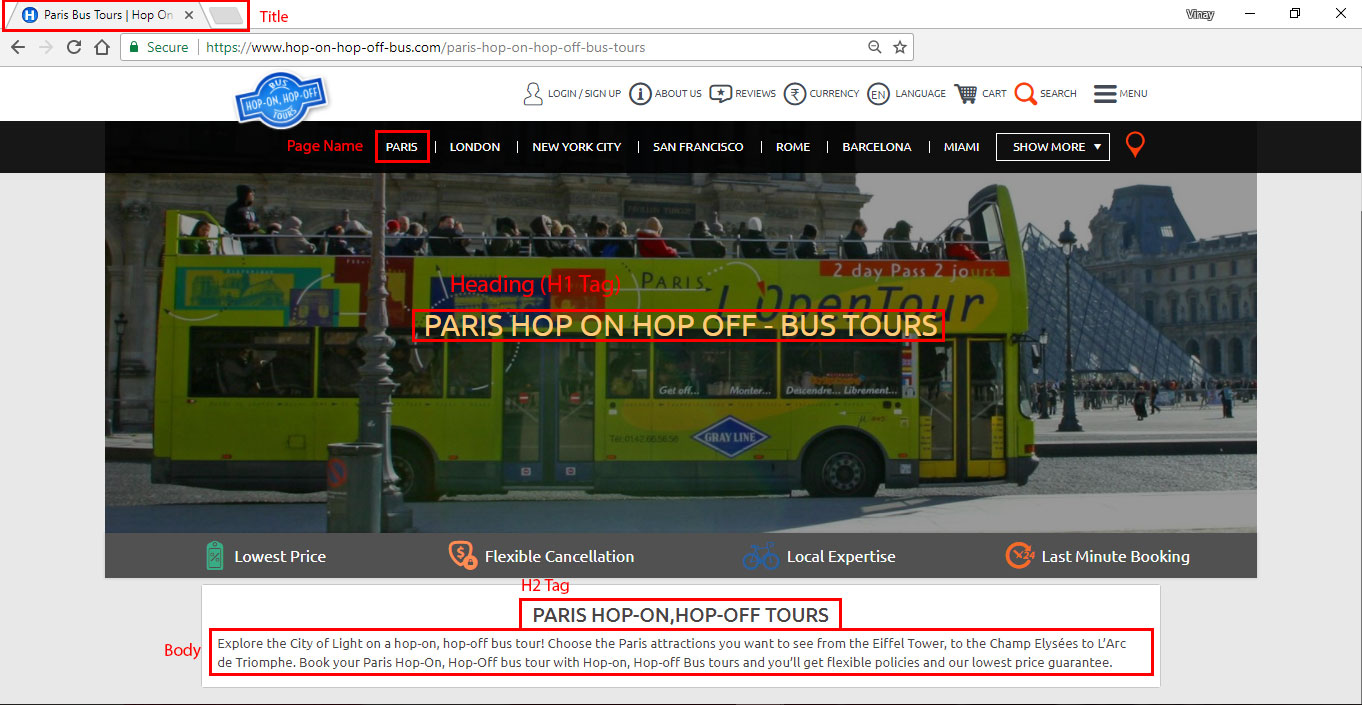 Paris Bus Tours | Hop On
Title
Vinay
Secure
https://www.hop-on-hop-off-bus.com/paris-hop-on-hop-off-bus-tours
BUS
HOP-ON, HOP-OFF
TOURS
LOGIN / SIGN UP
ABOUT US
REVIEWS
CURRENCY
EN LANGUAGE
CART
SEARCH
MENU
Page Name
PARIS
LONDON
NEW YORK CITY
SAN FRANCISCO
ROME
BARCELONA
MIAMI
SHOW MORE
2 day Pass 2 jours
PARIS
L'OpenTour
Heading (H1 Tag)
PARIS HOP ON HOP OFF - BUS TOURS
Get off...
Monter...
Descendre... Librement...
GRAY LINE
Lowest Price
Flexible Cancellation
Local Expertise
24
Last Minute Booking
H2 Tag
PARIS HOP-ON,HOP-OFF TOURS
Body
Explore the City of Light on a hop-on, hop-off bus tour! Choose the Paris attractions you want to see from the Eiffel Tower, to the Champ Elysées to L’Arc
de Triomphe. Book your Paris Hop-On, Hop-Off bus tour with Hop-on, Hop-off Bus tours and you’ll get flexible policies and our lowest price guarantee.